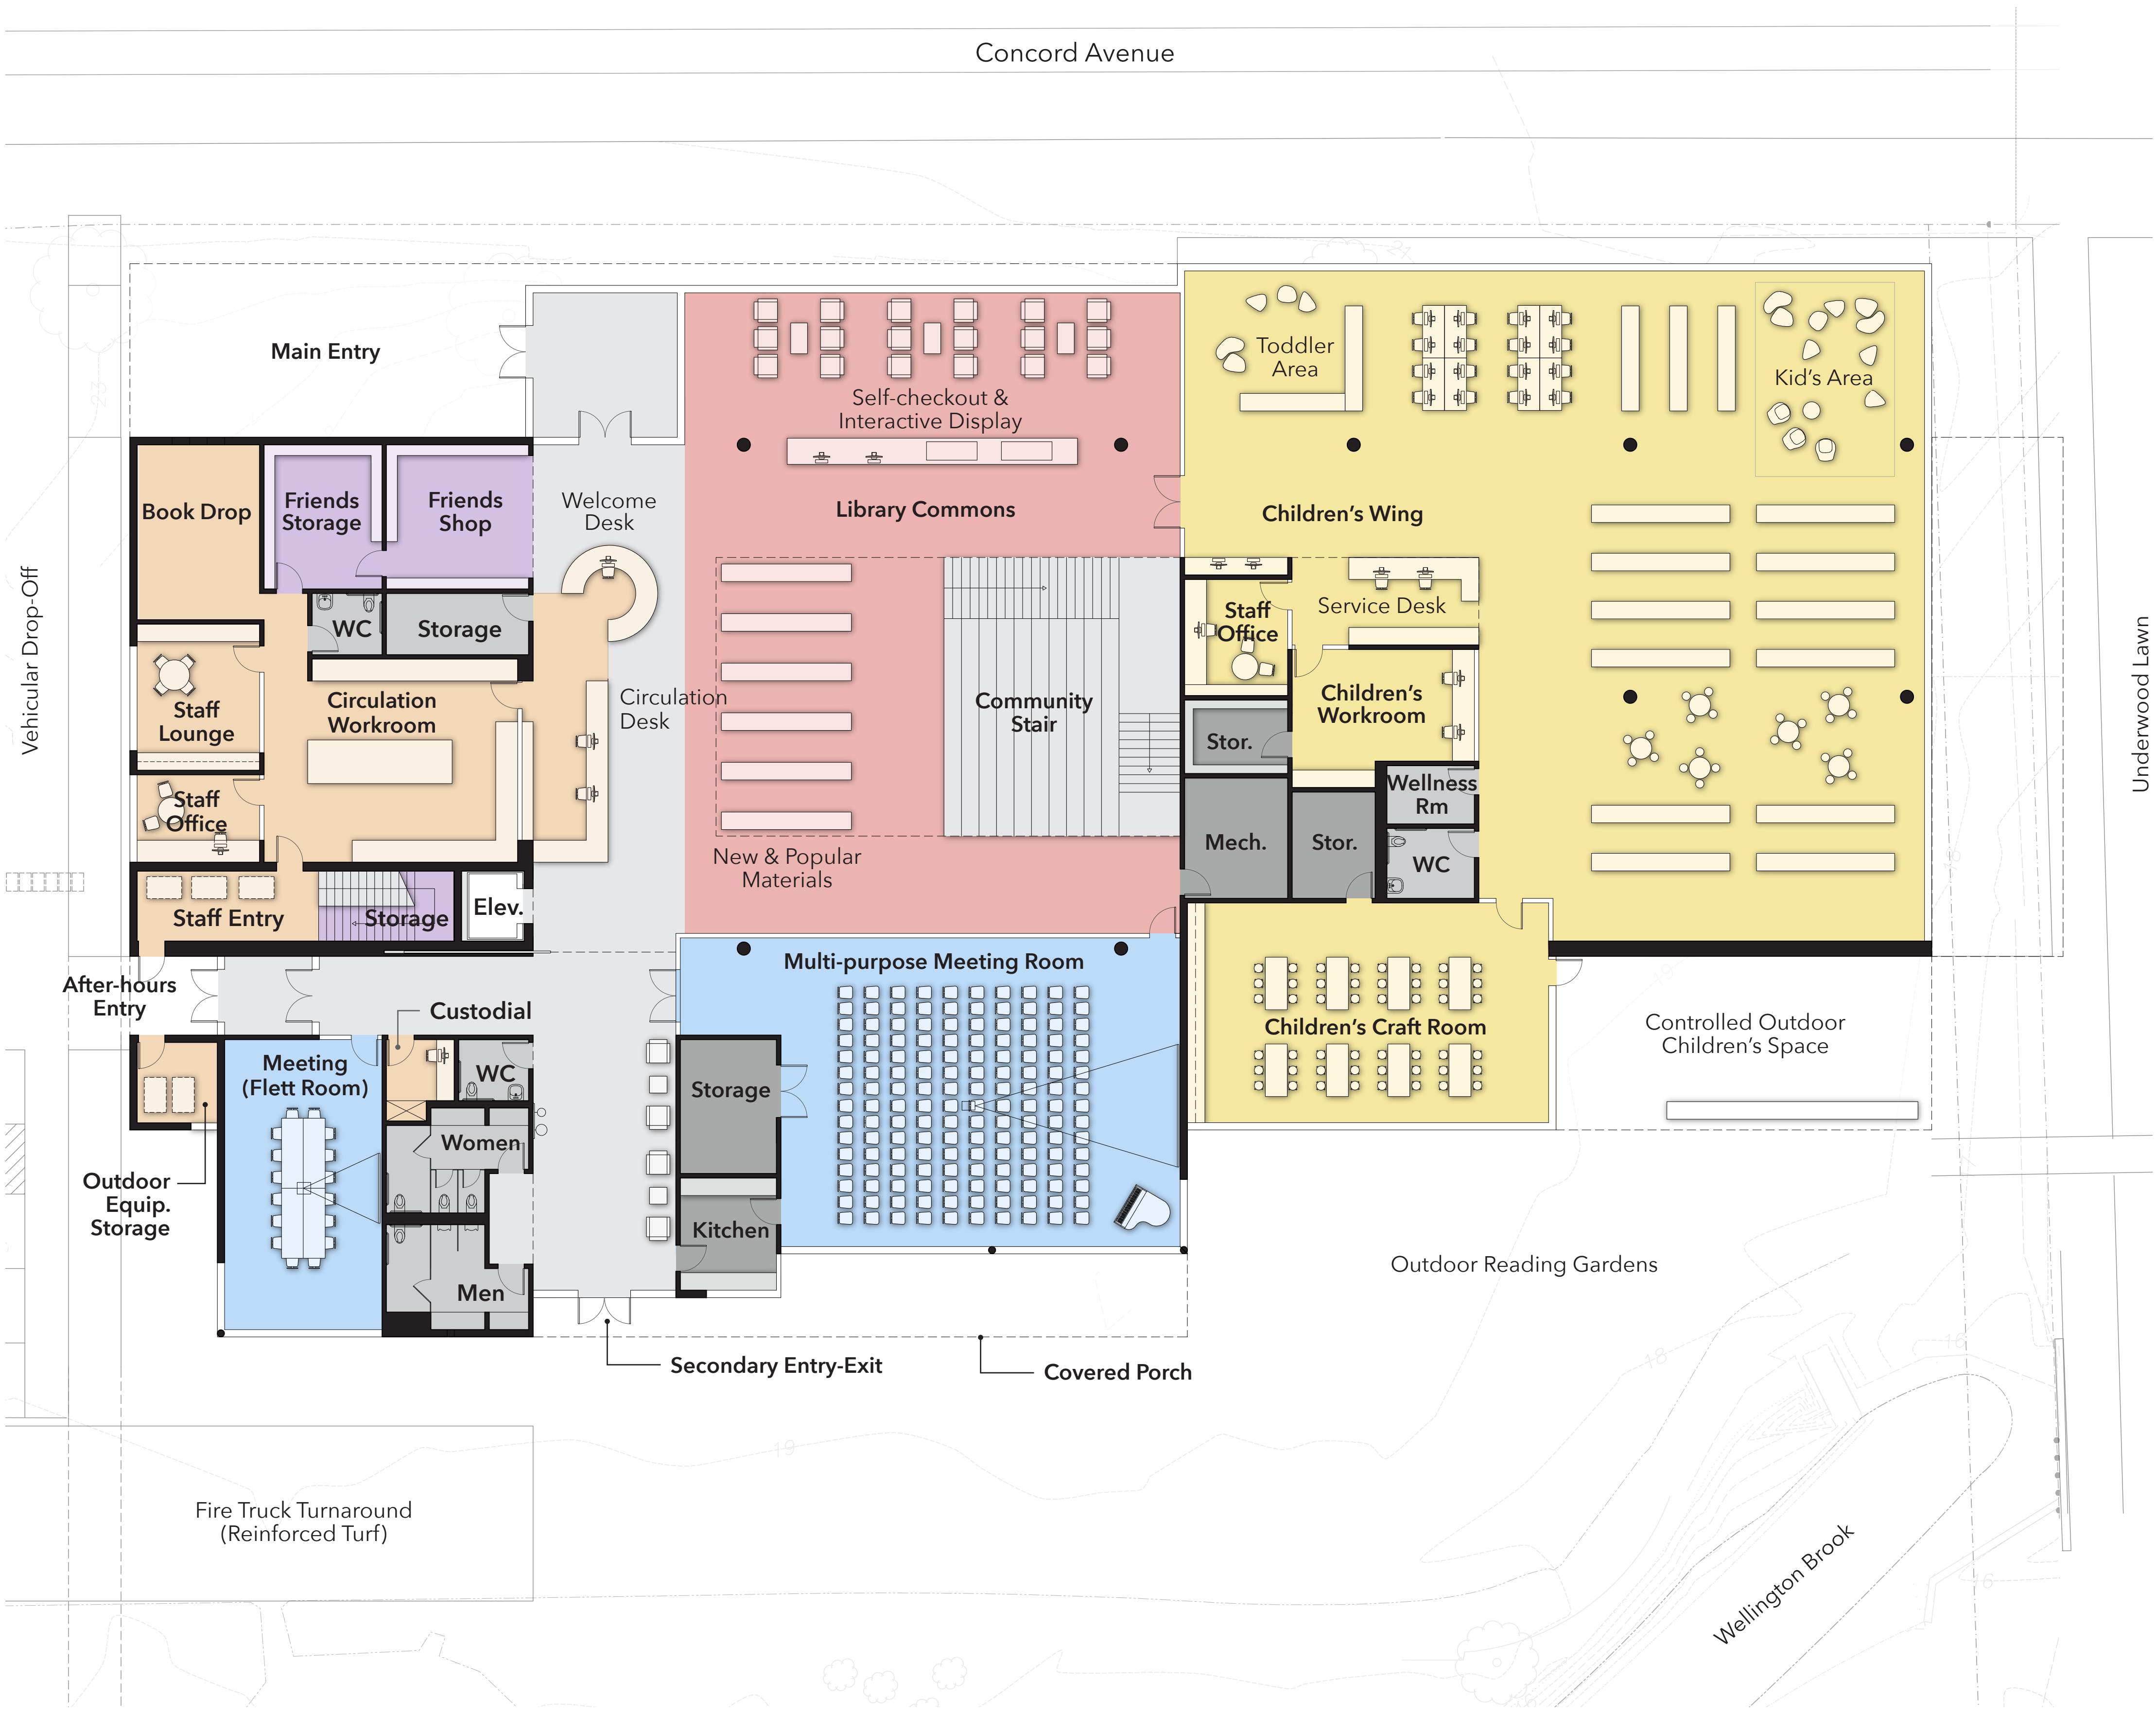 Concord Avenue
Main Entry
Toddler
Area
Kid's Area
Self-checkout &
Interactive Display
Book Drop
Friends
Storage
Friends
Shop
Welcome
Desk
Library Commons
Children's Wing
WC
Storage
Staff
Office
Service Desk
Vehicular Drop-Off
Underwood Lawn
Staff
Lounge
Circulation
Workroom
Circulation
Desk
Community
Stair
Children's
Workroom
Stor.
Staff
Office
Wellness
Rm
Mech.
Stor.
WC
New & Popular
Materials
Staff Entry
Storage
Elev.
Multi-purpose Meeting Room
After-hours
Entry
Custodial
Children's Craft Room
Controlled Outdoor
Children's Space
Meeting
(Flett Room)
WC
Storage
Women
Outdoor
Equip.
Storage
Kitchen
Men
Outdoor Reading Gardens
Secondary Entry-Exit
Covered Porch
18
19
16
Fire Truck Turnaround
(Reinforced Turf)
Wellington Brook
16
23